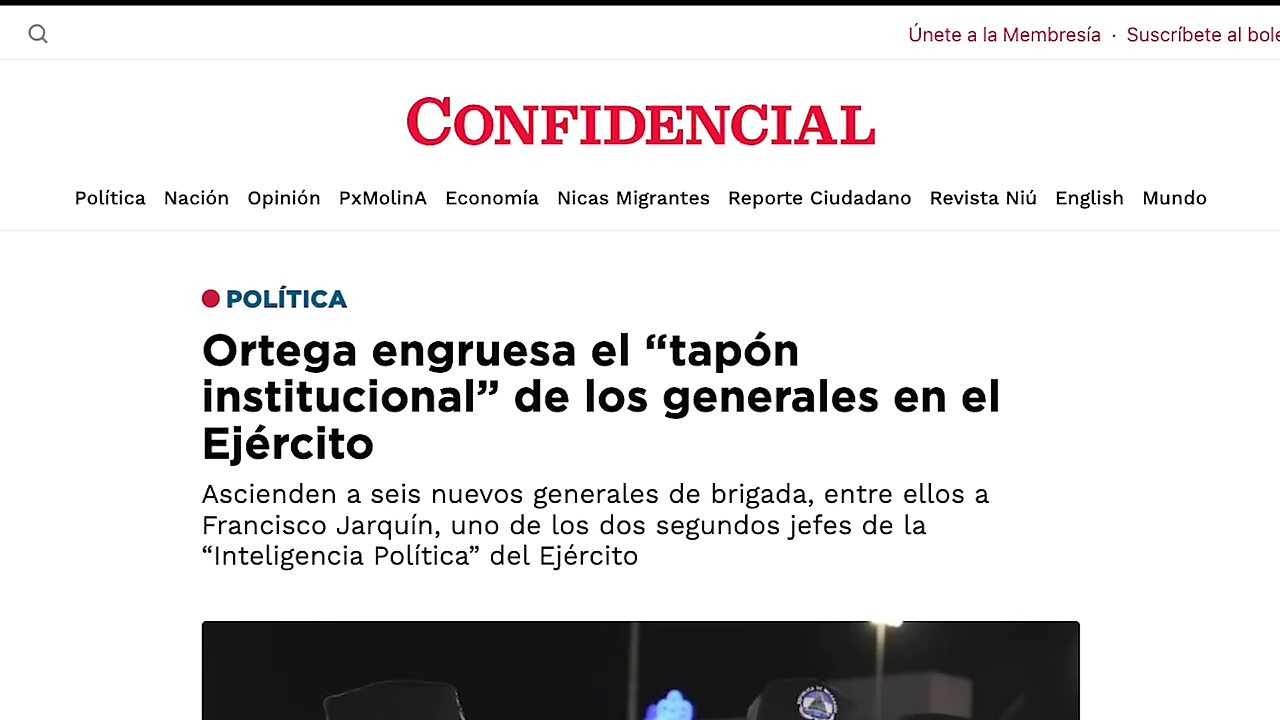 Únete a la Membresía · Suscríbete al
CONFIDENCIAL
Política Nación Opinión PxMolinA Economía Nicas Migrantes Reporte Ciudadano Revista Niú English Mundo
POLÍTICA
Ortega engruesa el “tapón
institucional” de los generales en el
Ejército
Ascienden a seis nuevos generales de brigada, entre ellos a
Francisco Jarquín, uno de los dos segundos jefes de la
“Inteligencia Política” del Ejército